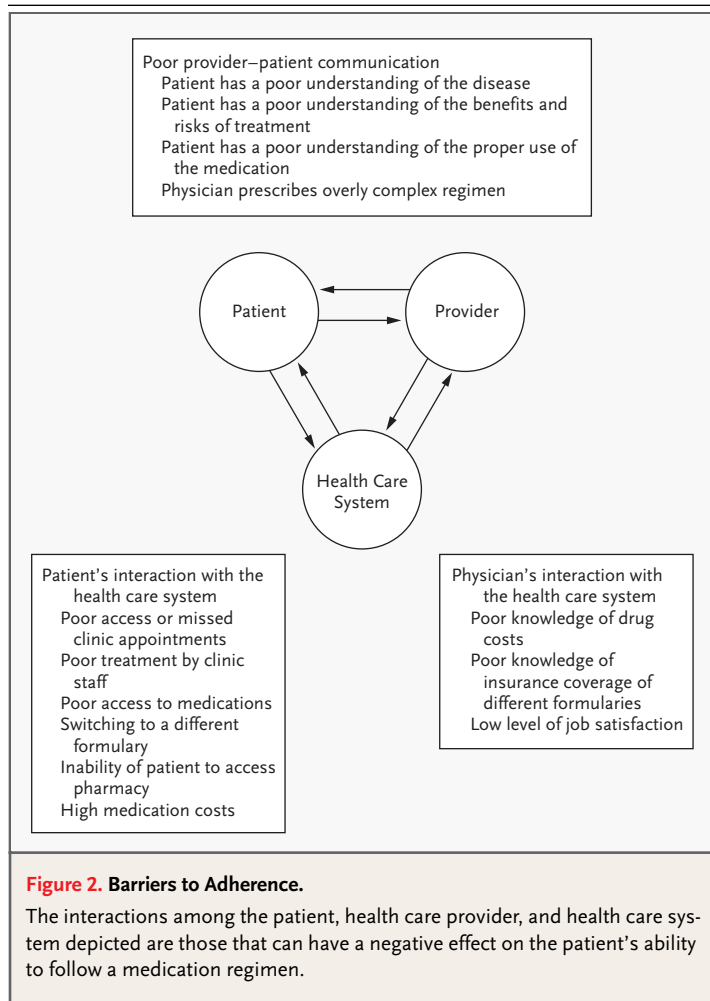 Poor provider–patient communication
Patient has a poor understanding of the disease
Patient has a poor understanding of the benefits and
risks of treatment
Patient has a poor understanding of the proper use of
the medication
Physician prescribes overly complex regimen
Patient
Provider
Health Care
System
Patient’s interaction with the
health care system
Poor access or missed
clinic appointments
Poor treatment by clinic
staff
Poor access to medications
Switching to a different
formulary
Inability of patient to access
pharmacy
High medication costs
Physician’s interaction with
the health care system
Poor knowledge of drug
costs
Poor knowledge of
insurance coverage of
different formularies
Low level of job satisfaction
Figure 2. Barriers to Adherence.
The interactions among the patient, health care provider, and health care sys-
tem depicted are those that can have a negative effect on the patient’s ability
to follow a medication regimen.